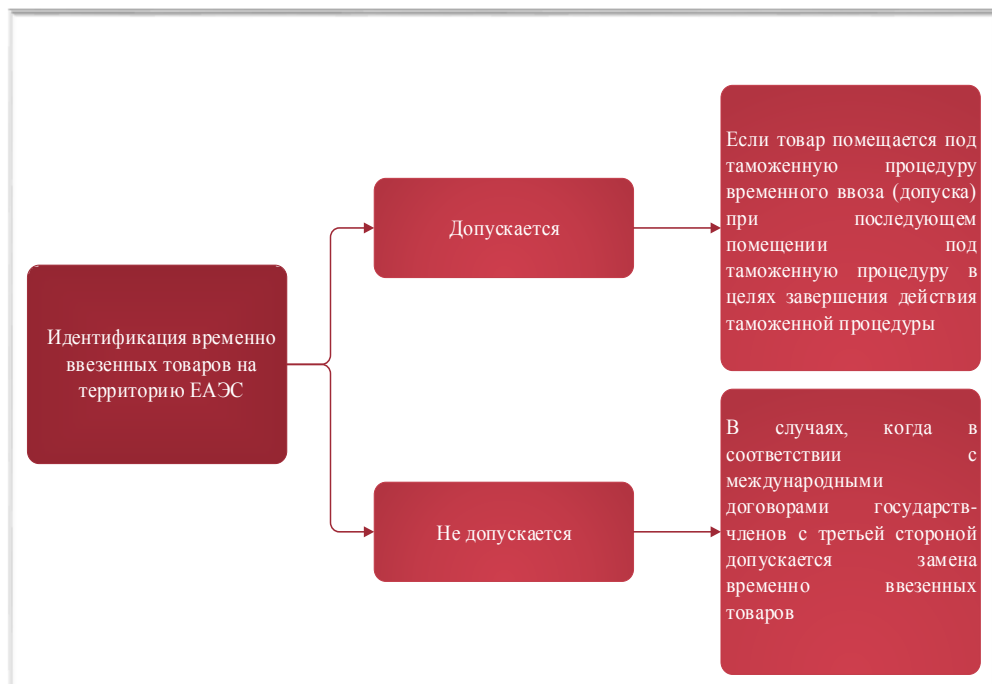 Идентификация временно
ввезенных товаров на
территорию ЕАЭС
Допускается
Если товар помещается под
таможенную процедуру
временного ввоза (допуска)
при последующем
помещении под
таможенную процедуру в
целях завершения действия
таможенной процедуры
Не допускается
В случаях, когда в
соответствии с
международными
договорами государств-
членов с третьей стороной
допускается замена
временно ввезенных
товаров